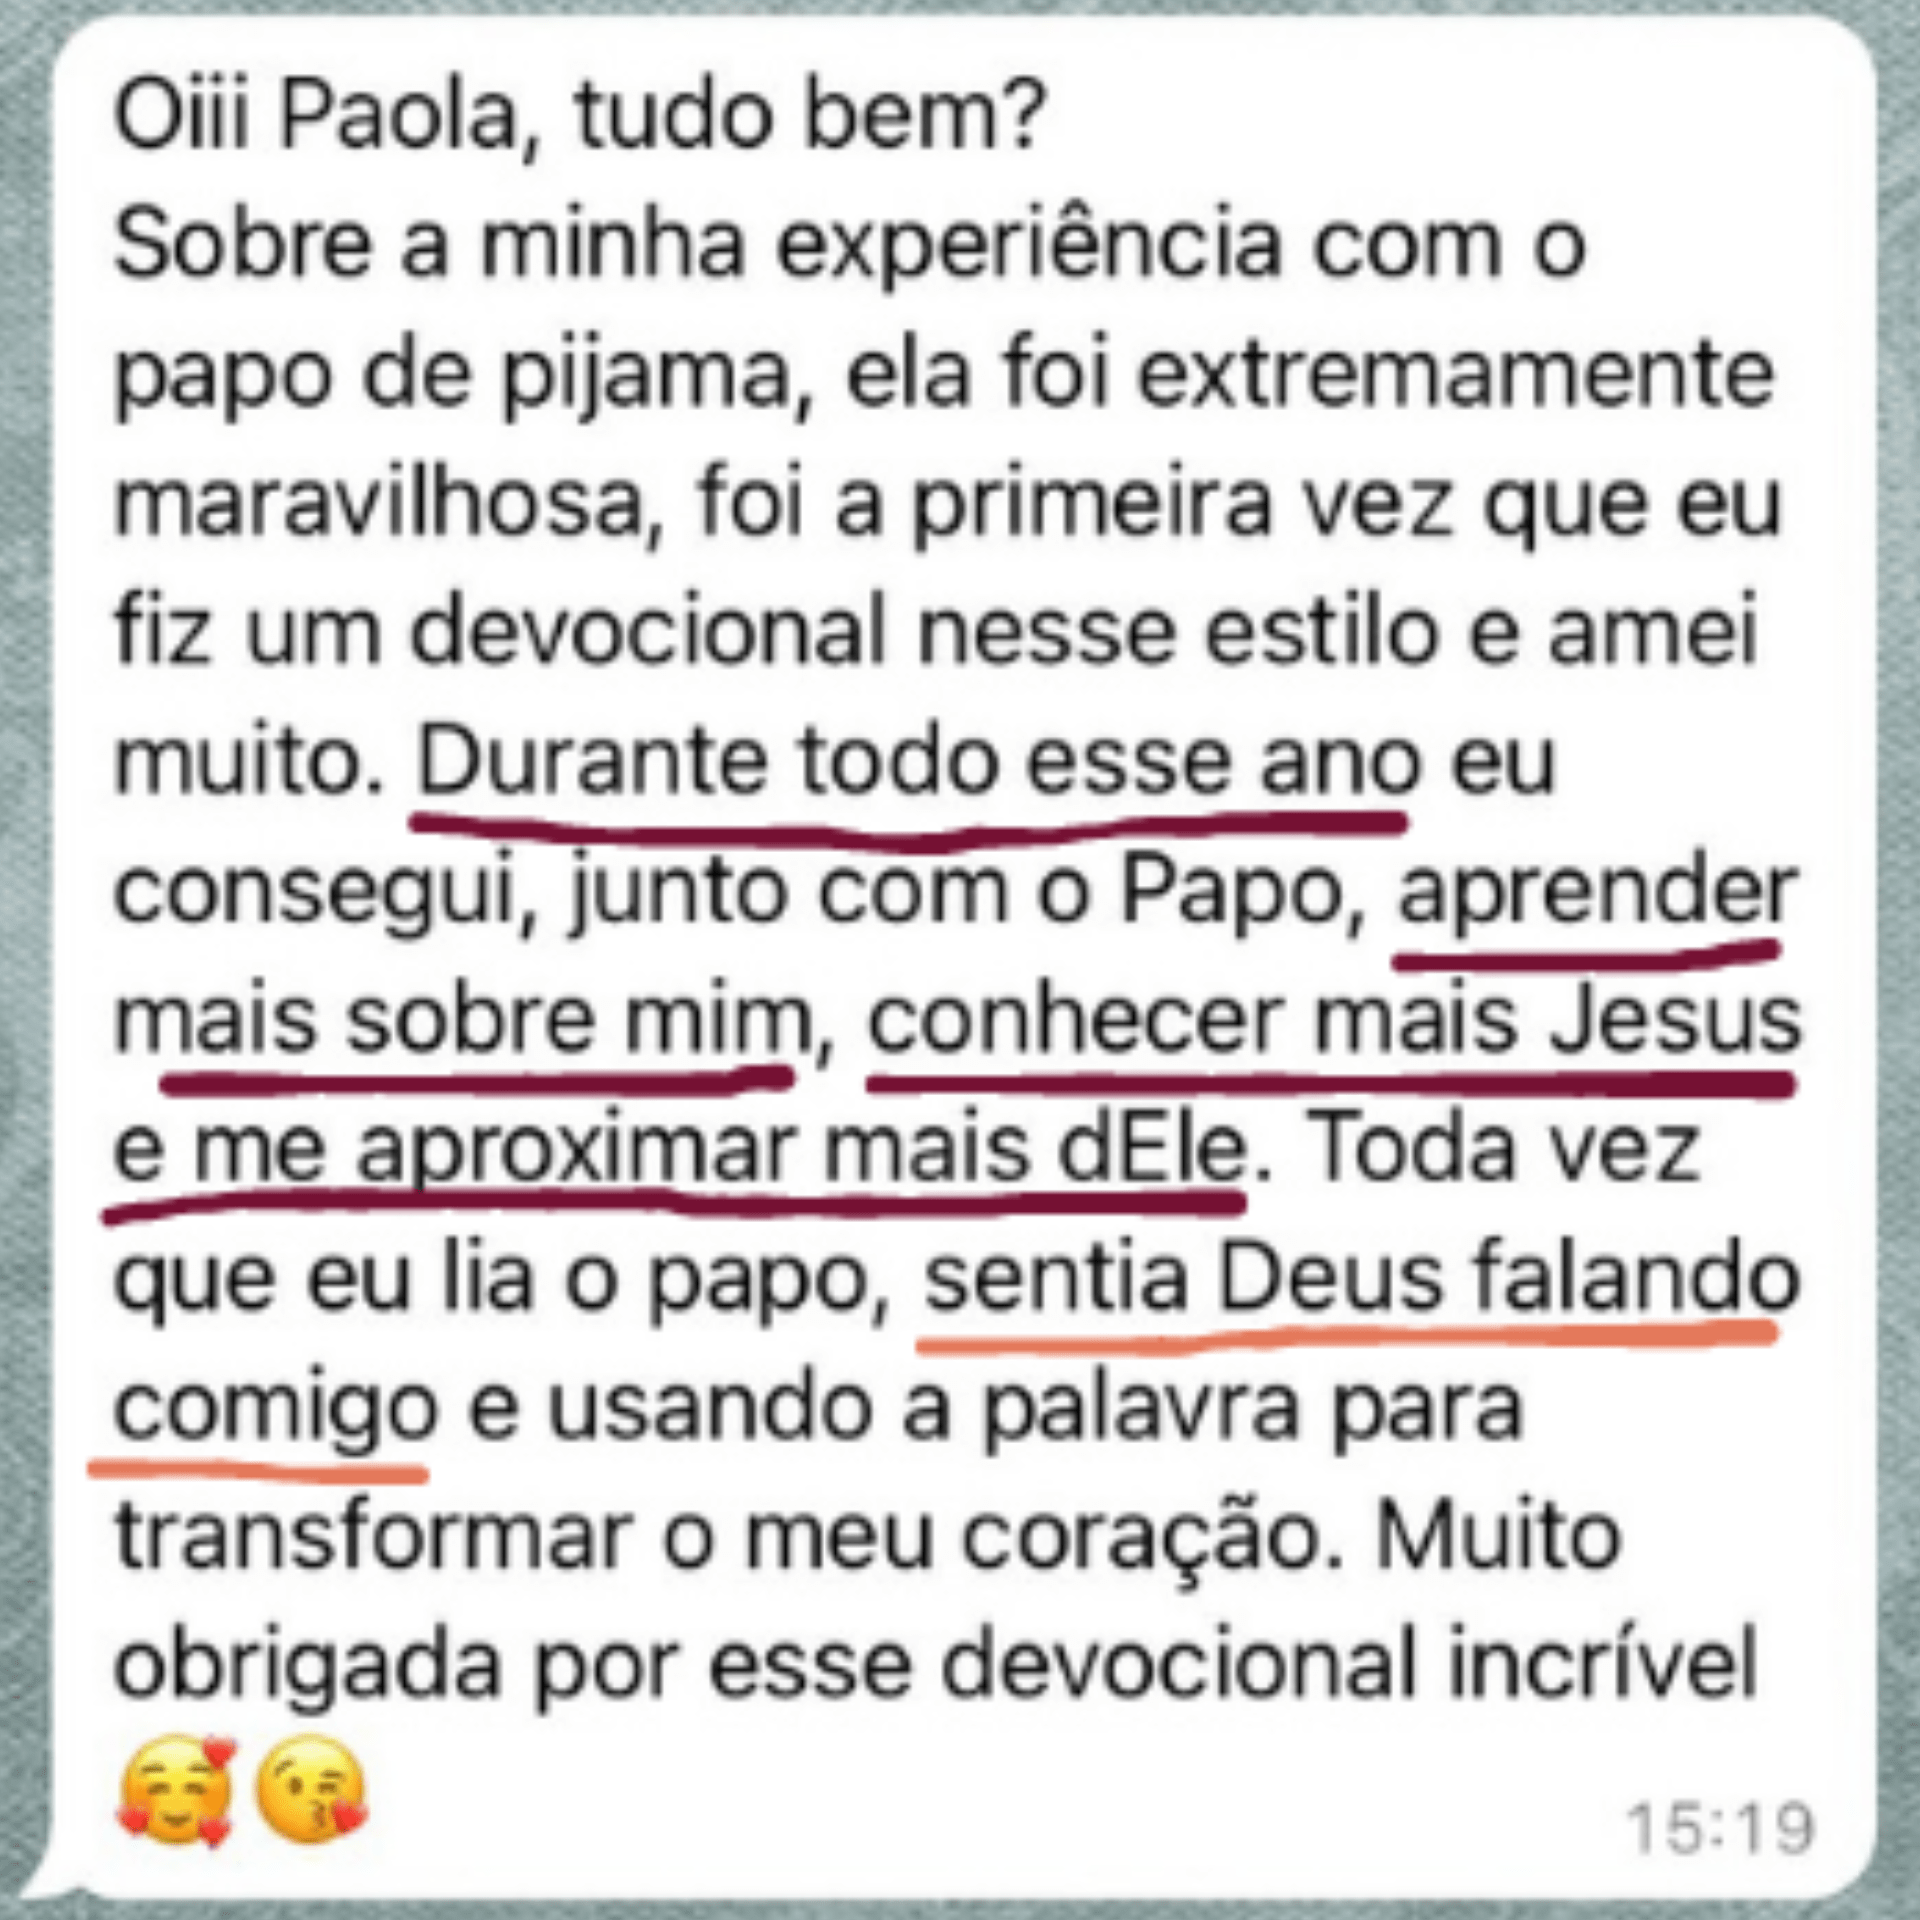 Oiii Paola, tudo bem?
Sobre a minha experiência com o
papo de pijama, ela foi extremamente
maravilhosa, foi a primeira vez que eu
fiz um devocional nesse estilo e amei
muito. Durante todo esse ano eu
consegui, junto com o Papo, aprender
mais sobre mim, conhecer mais Jesus
e me aproximar mais dEle. Toda vez
que eu lia o papo, sentia Deus falando
comigo e usando a palavra para
transformar o meu coração. Muito
obrigada por esse devocional incrível
🥰😘
15:19